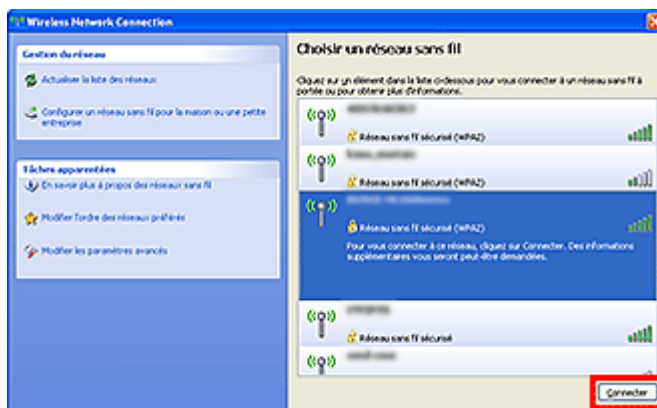 Wireless Network Connection
Gestion du réseau
Actualiser la liste des réseaux
Configurer un réseau sans fil pour la maison ou une petite
entreprise
Tâches apparentées
En savoir plus à propos des réseaux sans fil
Modifier l'ordre des réseaux préférés
Modifier les paramètres avancés
Choisir un réseau sans fil
Cliquez sur un élément dans la liste ci-dessous pour vous connecter à un réseau sans fil à
portée ou pour obtenir plus d'informations.
Réseau sans fil sécurisé (WPA2)
Réseau sans fil sécurisé (WPA2)
Réseau sans fil sécurisé (WPA2)
Pour vous connecter à ce réseau, cliquez sur Connecter. Des informations
supplémentaires vous seront peut-être demandées.
Réseau sans fil sécurisé
Connecter